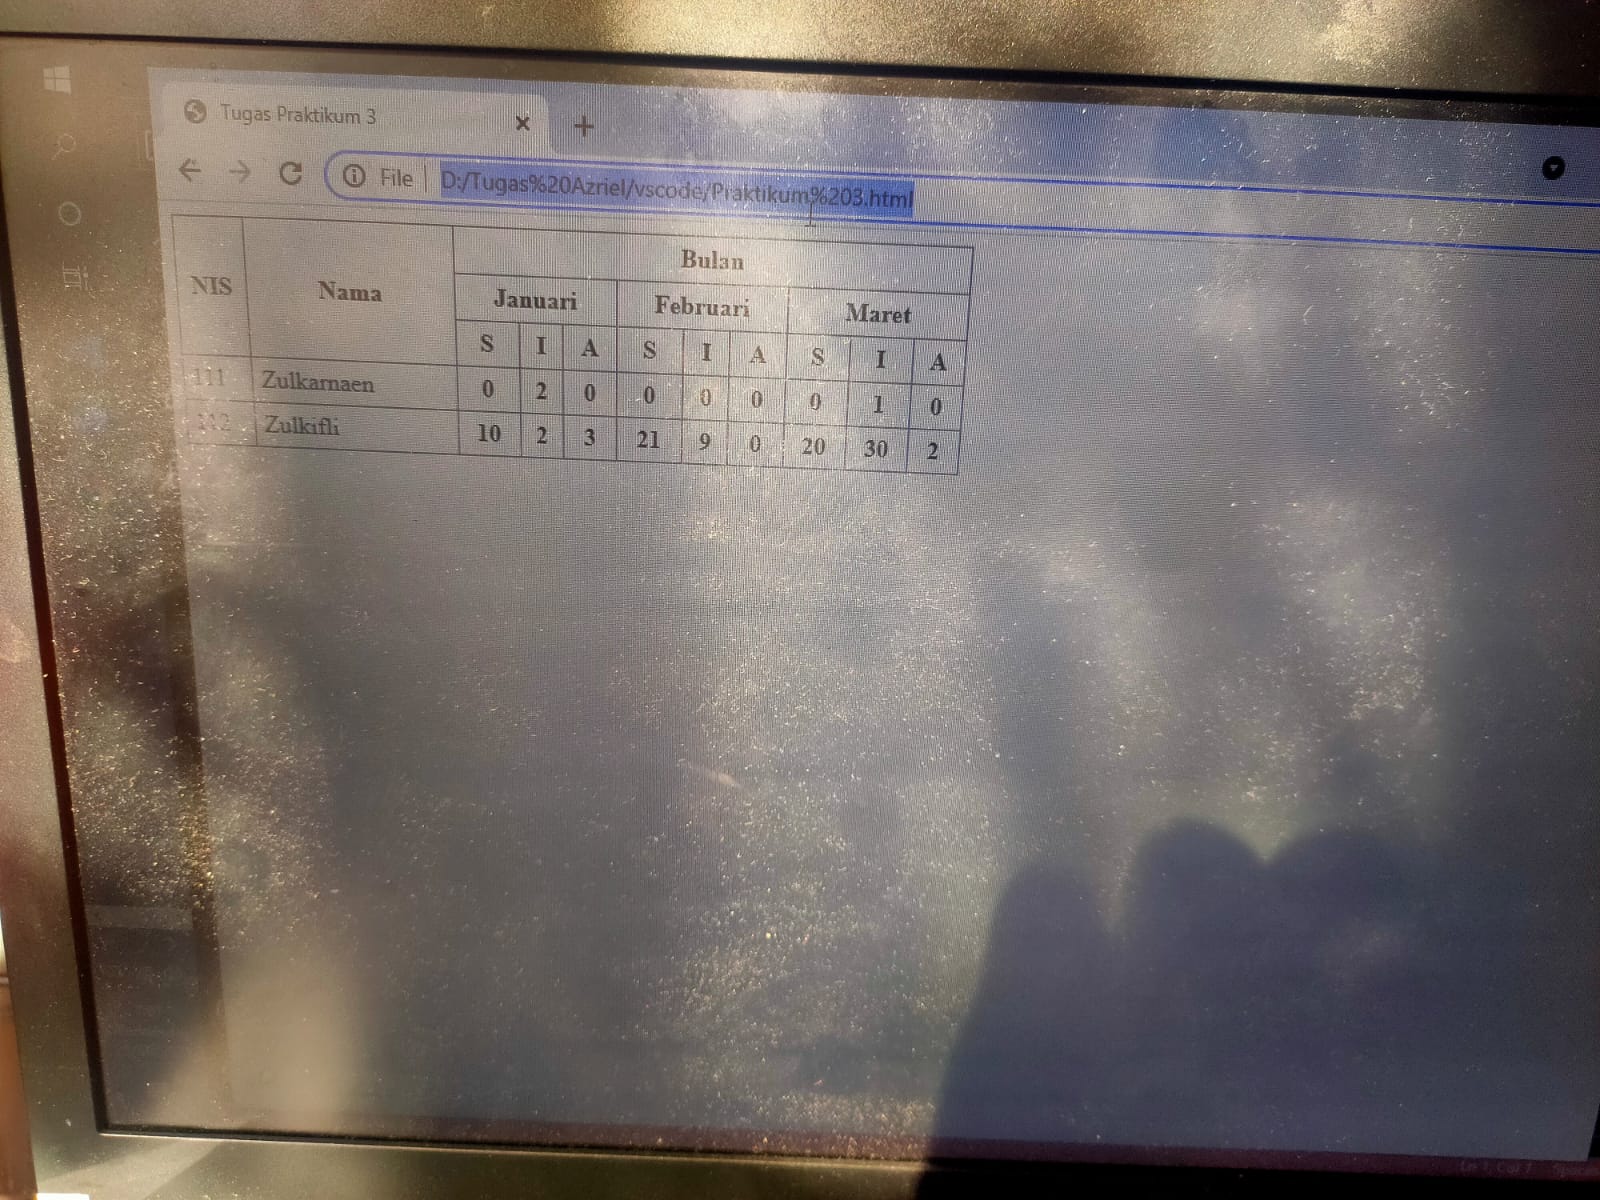 Tugas Praktikum 3
File D:/Tugas%20Azriel/vscode/Praktikum%203.html
NIS Nama Bulan
Januari Februari Maret
S I A S I A S I A
111 Zulkarnaen 0 2 0 0 0 0 0 1 0
112 Zulkifli 10 2 3 21 9 0 20 30 2